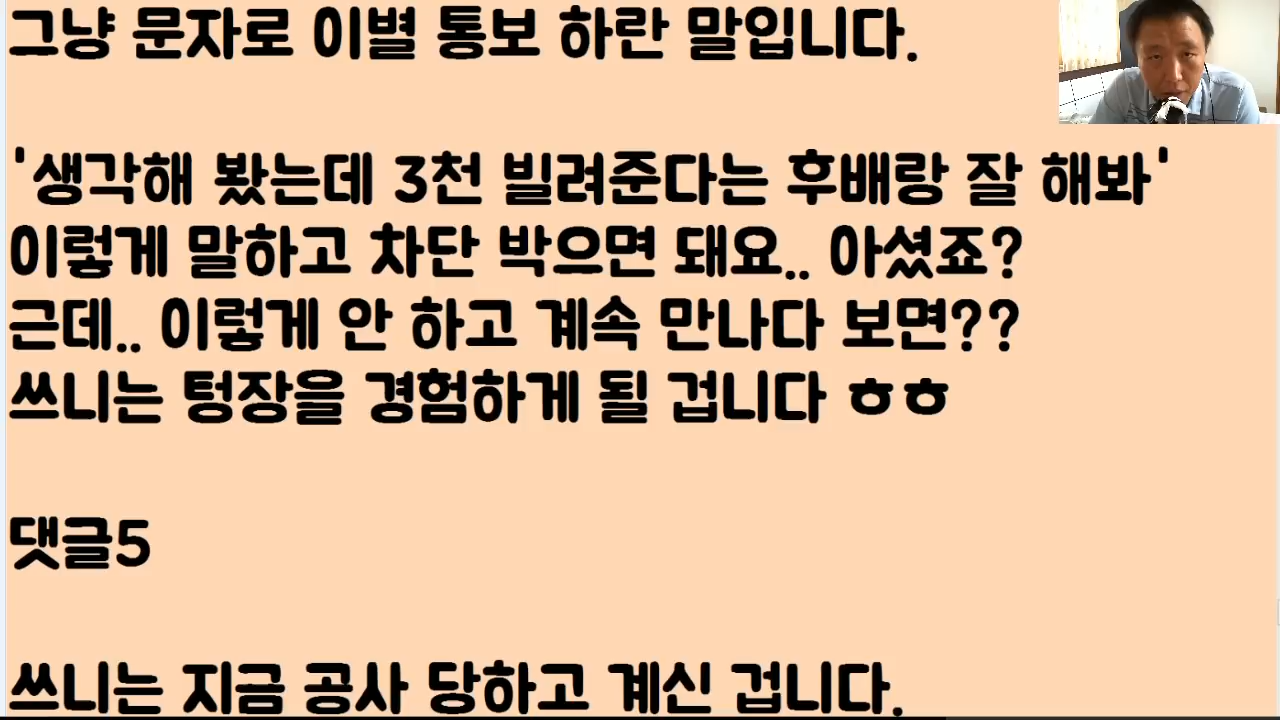 그냥 문자로 이별 통보 하란 말입니다.
'생각해 봤는데 3천 빌려준다는 후배랑 잘 해봐'
이렇게 말하고 차단 박으면 돼요.. 아셨죠?
근데.. 이렇게 안 하고 계속 만나다 보면??
쓰니는 텅장을 경험하게 될 겁니다 ㅎㅎ
댓글5
쓰니는 지금 공사 당하고 계신 겁니다.